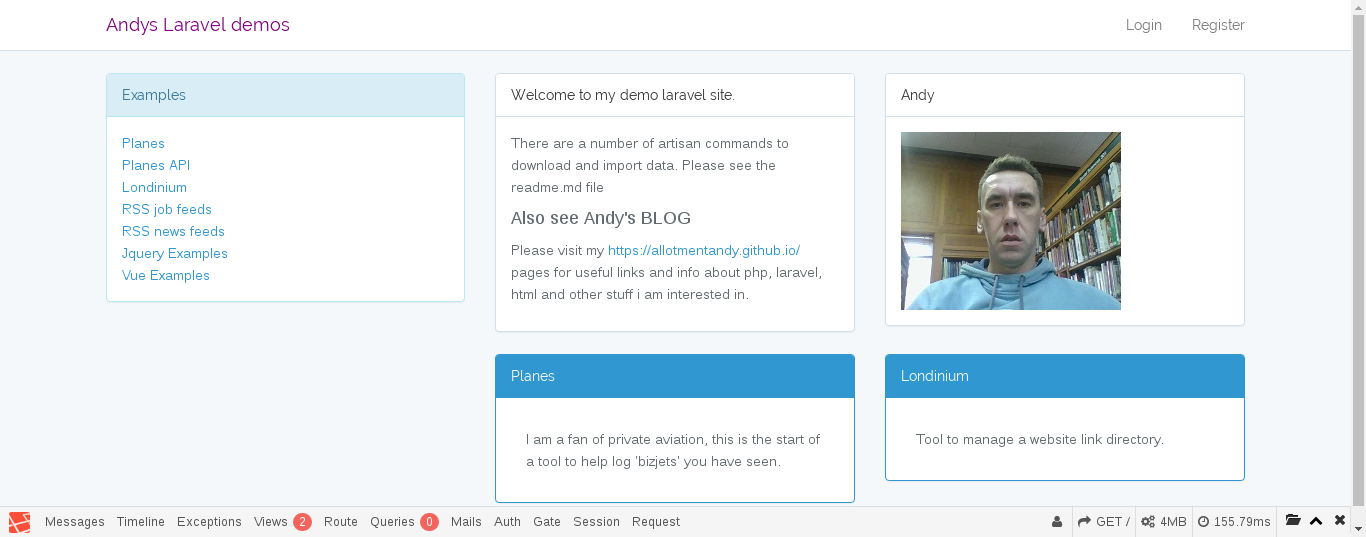 Andys Laravel demos
Login
Register
Examples
Planes
Planes API
Londinium
RSS job feeds
RSS news feeds
Jquery Examples
Vue Examples
Welcome to my demo laravel site.
There are a number of artisan commands to
download and import data. Please see the
readme.md file
Also see Andy's BLOG
Please visit my https://allotmentandy.github.io/
pages for useful links and info about php, laravel,
html and other stuff i am interested in.
Andy
Planes
I am a fan of private aviation, this is the start of
a tool to help log 'bizjets' you have seen.
Londinium
Tool to manage a website link directory.
Messages Timeline Exceptions Views 2 Route Queries 0 Mails Auth Gate Session Request GET / 4MB 155.79ms